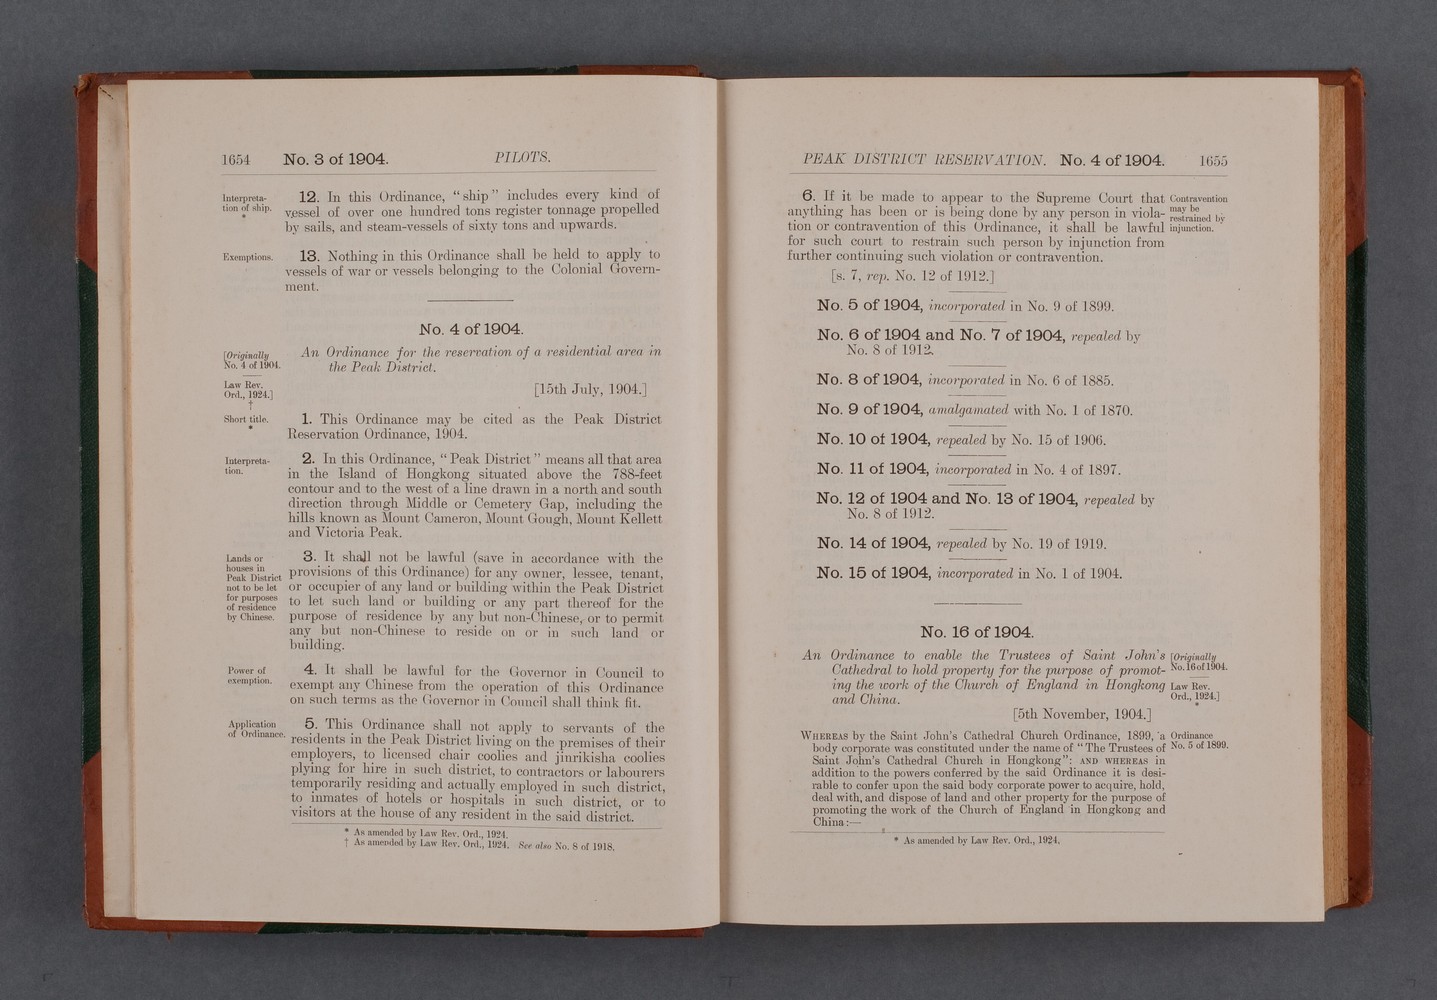 1654 No. 3 of 1904. PILOTS.
Interpreta-
tion of ship.
*
12. In this Ordinance, "ship" includes every kind of
vessel of over one hundred tons register tonnage propelled
by sails, and steam-vessels of sixty tons and upwards.
Exemptions.
13. Nothing in this Ordinance shall be held to apply to
vessels of war or vessels belonging to the Colonial Govern-
ment.
No. 4 of 1904.
[Originally
No. 4 of 1904.
Law Rev.
Ord., 1924.]
†
An Ordinance for the reservation of a residential area in
the Peak District.
[15th July, 1904.]
Short title.
*
1. This Ordinance may be cited as the Peak District
Reservation Ordinance, 1904.
Interpreta-
tion.
2. In this Ordinance, "Peak District" means all that area
in the Island of Hongkong situated above the 788-feet
contour and to the west of a line drawn in a north and south
direction through Middle or Cemetery Gap, including the
hills known as Mount Cameron, Mount Gough, Mount Kellett
and Victoria Peak.
Lands or
houses in
Peak District
not to be let
for purposes
of residence
by Chinese.
3. It shall not be lawful (save in accordance with the
provisions of this Ordinance) for any owner, lessee, tenant,
or occupier of any land or building within the Peak District
to let such land or building or any part thereof for the
purpose of residence by any but non-Chinese, or to permit
any but non-Chinese to reside on or in such land or
building.
Power of
exemption.
4. It shall be lawful for the Governor in Council to
exempt any Chinese from the operation of this Ordinance
on such terms as the Governor in Council shall think fit.
Application
of Ordinance.
5. This Ordinance shall not apply to servants of the
residents in the Peak District living on the premises of their
employers, to licensed chair coolies and jinrikisha coolies
plying for hire in such district, to contractors or labourers
temporarily residing and actually employed in such district,
to inmates of hotels or hospitals in such district, or to
visitors at the house of any resident in the said district.
* As amended by Law Rev. Ord., 1924.
† As amended by Law Rev. Ord., 1924. See also No. 8 of 1918.
PEAK DISTRICT RESERVATION. No. 4 of 1904. 1655
6. If it be made to appear to the Supreme Court that
anything has been or is being done by any person in viola-
tion or contravention of this Ordinance, it shall be lawful
for such court to restrain such person by injunction from
further continuing such violation or contravention.
Contravention
may be
restrained by
injunction.
[s. 7, rep. No. 12 of 1912.]
No. 5 of 1904, incorporated in No. 9 of 1899.
No. 6 of 1904 and No. 7 of 1904, repealed by
No. 8 of 1912.
No. 8 of 1904, incorporated in No. 6 of 1885.
No. 9 of 1904, amalgamated with No. 1 of 1870.
No. 10 of 1904, repealed by No. 15 of 1906.
No. 11 of 1904, incorporated in No. 4 of 1897.
No. 12 of 1904 and No. 13 of 1904, repealed by
No. 8 of 1912.
No. 14 of 1904, repealed by No. 19 of 1919.
No. 15 of 1904, incorporated in No. 1 of 1904.
No. 16 of 1904.
An Ordinance to enable the Trustees of Saint John's
Cathedral to hold property for the purpose of promot-
ing the work of the Church of England in Hongkong
and China.
[Originally
No. 16 of 1904.
Law Rev.
Ord., 1924.]
*
[5th November, 1904.]
WHEREAS by the Saint John's Cathedral Church Ordinance, 1899, a
body corporate was constituted under the name of "The Trustees of
Saint John's Cathedral Church in Hongkong": AND WHEREAS in
addition to the powers conferred by the said Ordinance it is desi-
rable to confer upon the said body corporate power to acquire, hold,
deal with, and dispose of land and other property for the purpose of
promoting the work of the Church of England in Hongkong and
China:—
Ordinance
No. 5 of 1899.
* As amended by Law Rev. Ord., 1924.